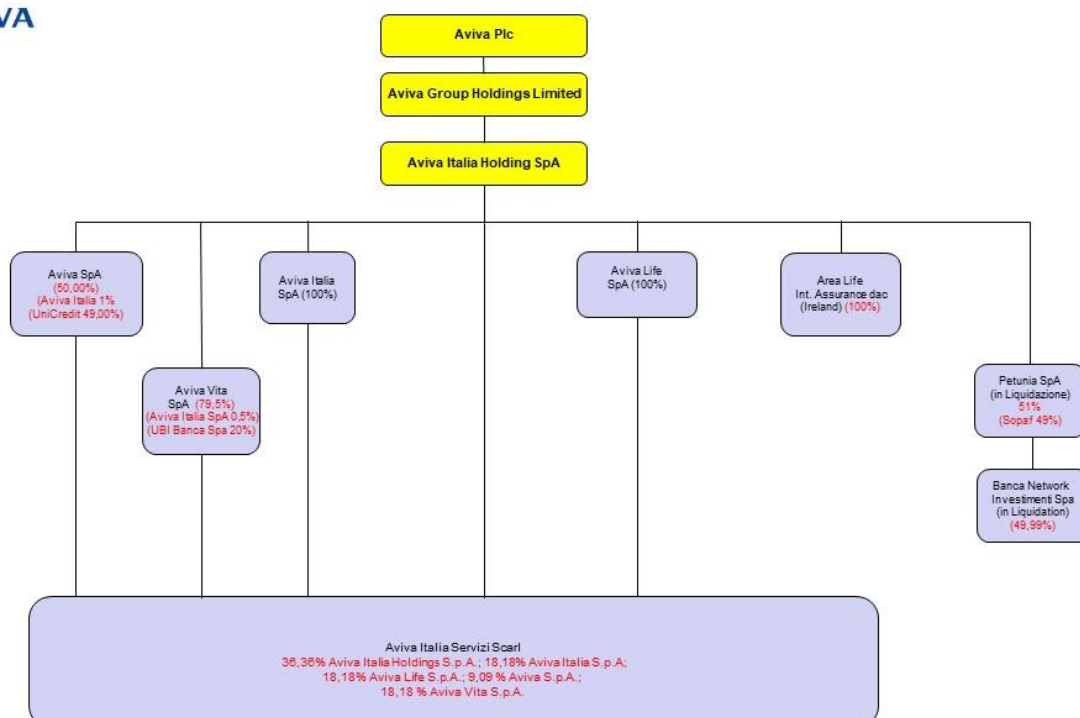 VA
Aviva Plc
Aviva Group Holdings Limited
Aviva Italia Holding SpA
Aviva SpA
(50,00%)
(Aviva Italia 1%
(UniCredit 49,00%)
Aviva Italia
SpA (100%)
Aviva Life
SpA (100%)
Area Life
Int. Assurance dac
(Ireland) (100%)
Aviva Vita
SpA (79,5%)
(Aviva Italia SpA 0,5%)
(UBI Banca Spa 20%)
Petunia SpA
(in Liquidazione)
51%
(Sopaf 49%)
Banca Network
Investimenti Spa
(in Liquidation)
(49,99%)
Aviva Italia Servizi Scarl
36,36% Aviva Italia Holdings S.p.A.; 18,18% Aviva Italia S.p.A;
18,18% Aviva Life S.p.A.; 9,09 % Aviva S.p.A.;
18,18 % Aviva Vita S.p.A.